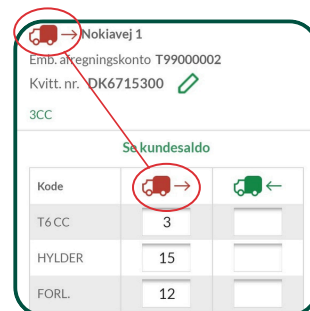 → Nokiavej 1
Emb. afregningskonto T99000002
Kvitt. nr. DK6715300
3CC
Se kundesaldo
Kode → ←
T6 CC 3
HYLDER 15
FORL. 12